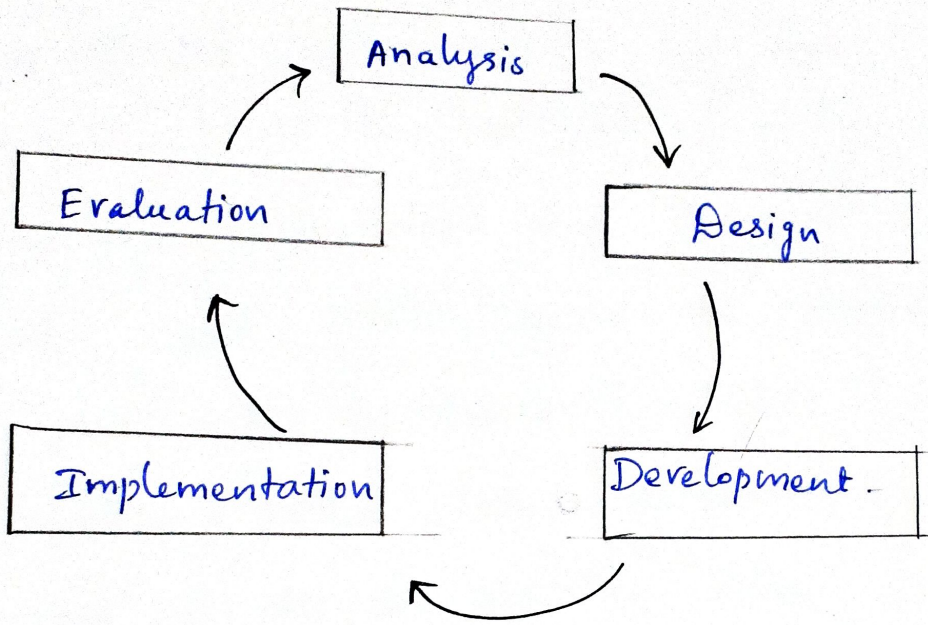 Analysis
Design
Development.
Implementation
Evaluation